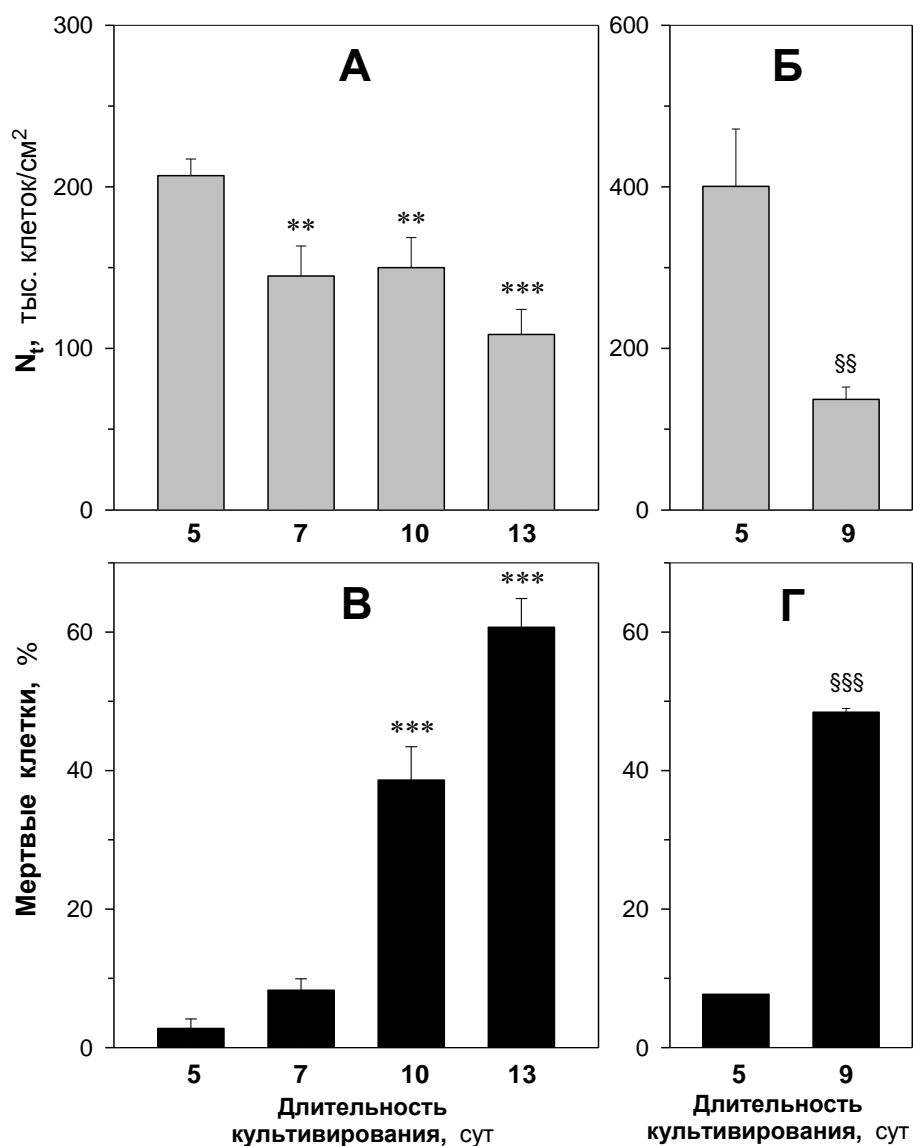 А
N_t, тыс. клеток/см²
300
200
100
0
**
**
***
5 7 10 13
Б
600
400
200
0
§§
5 9
В
Мертвые клетки, %
60
40
20
0
***
***
5 7 10 13
Длительность
культивирования, сут
Г
60
40
20
0
§§§
5 9
Длительность
культивирования, сут